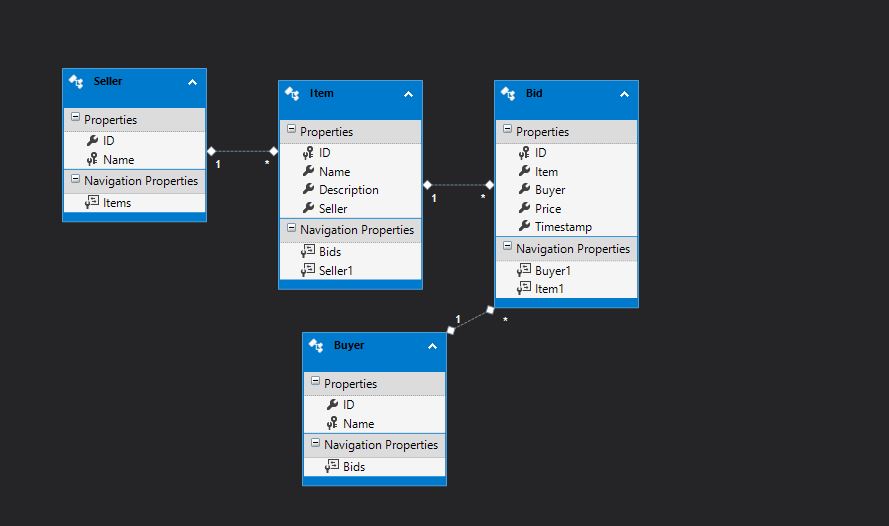 Seller
Properties
ID
Name
Navigation Properties
Items
1
*
Item
Properties
ID
Name
Description
Seller
Navigation Properties
Bids
Seller1
1
*
Bid
Properties
ID
Item
Buyer
Price
Timestamp
Navigation Properties
Buyer1
Item1
1
*
Buyer
Properties
ID
Name
Navigation Properties
Bids